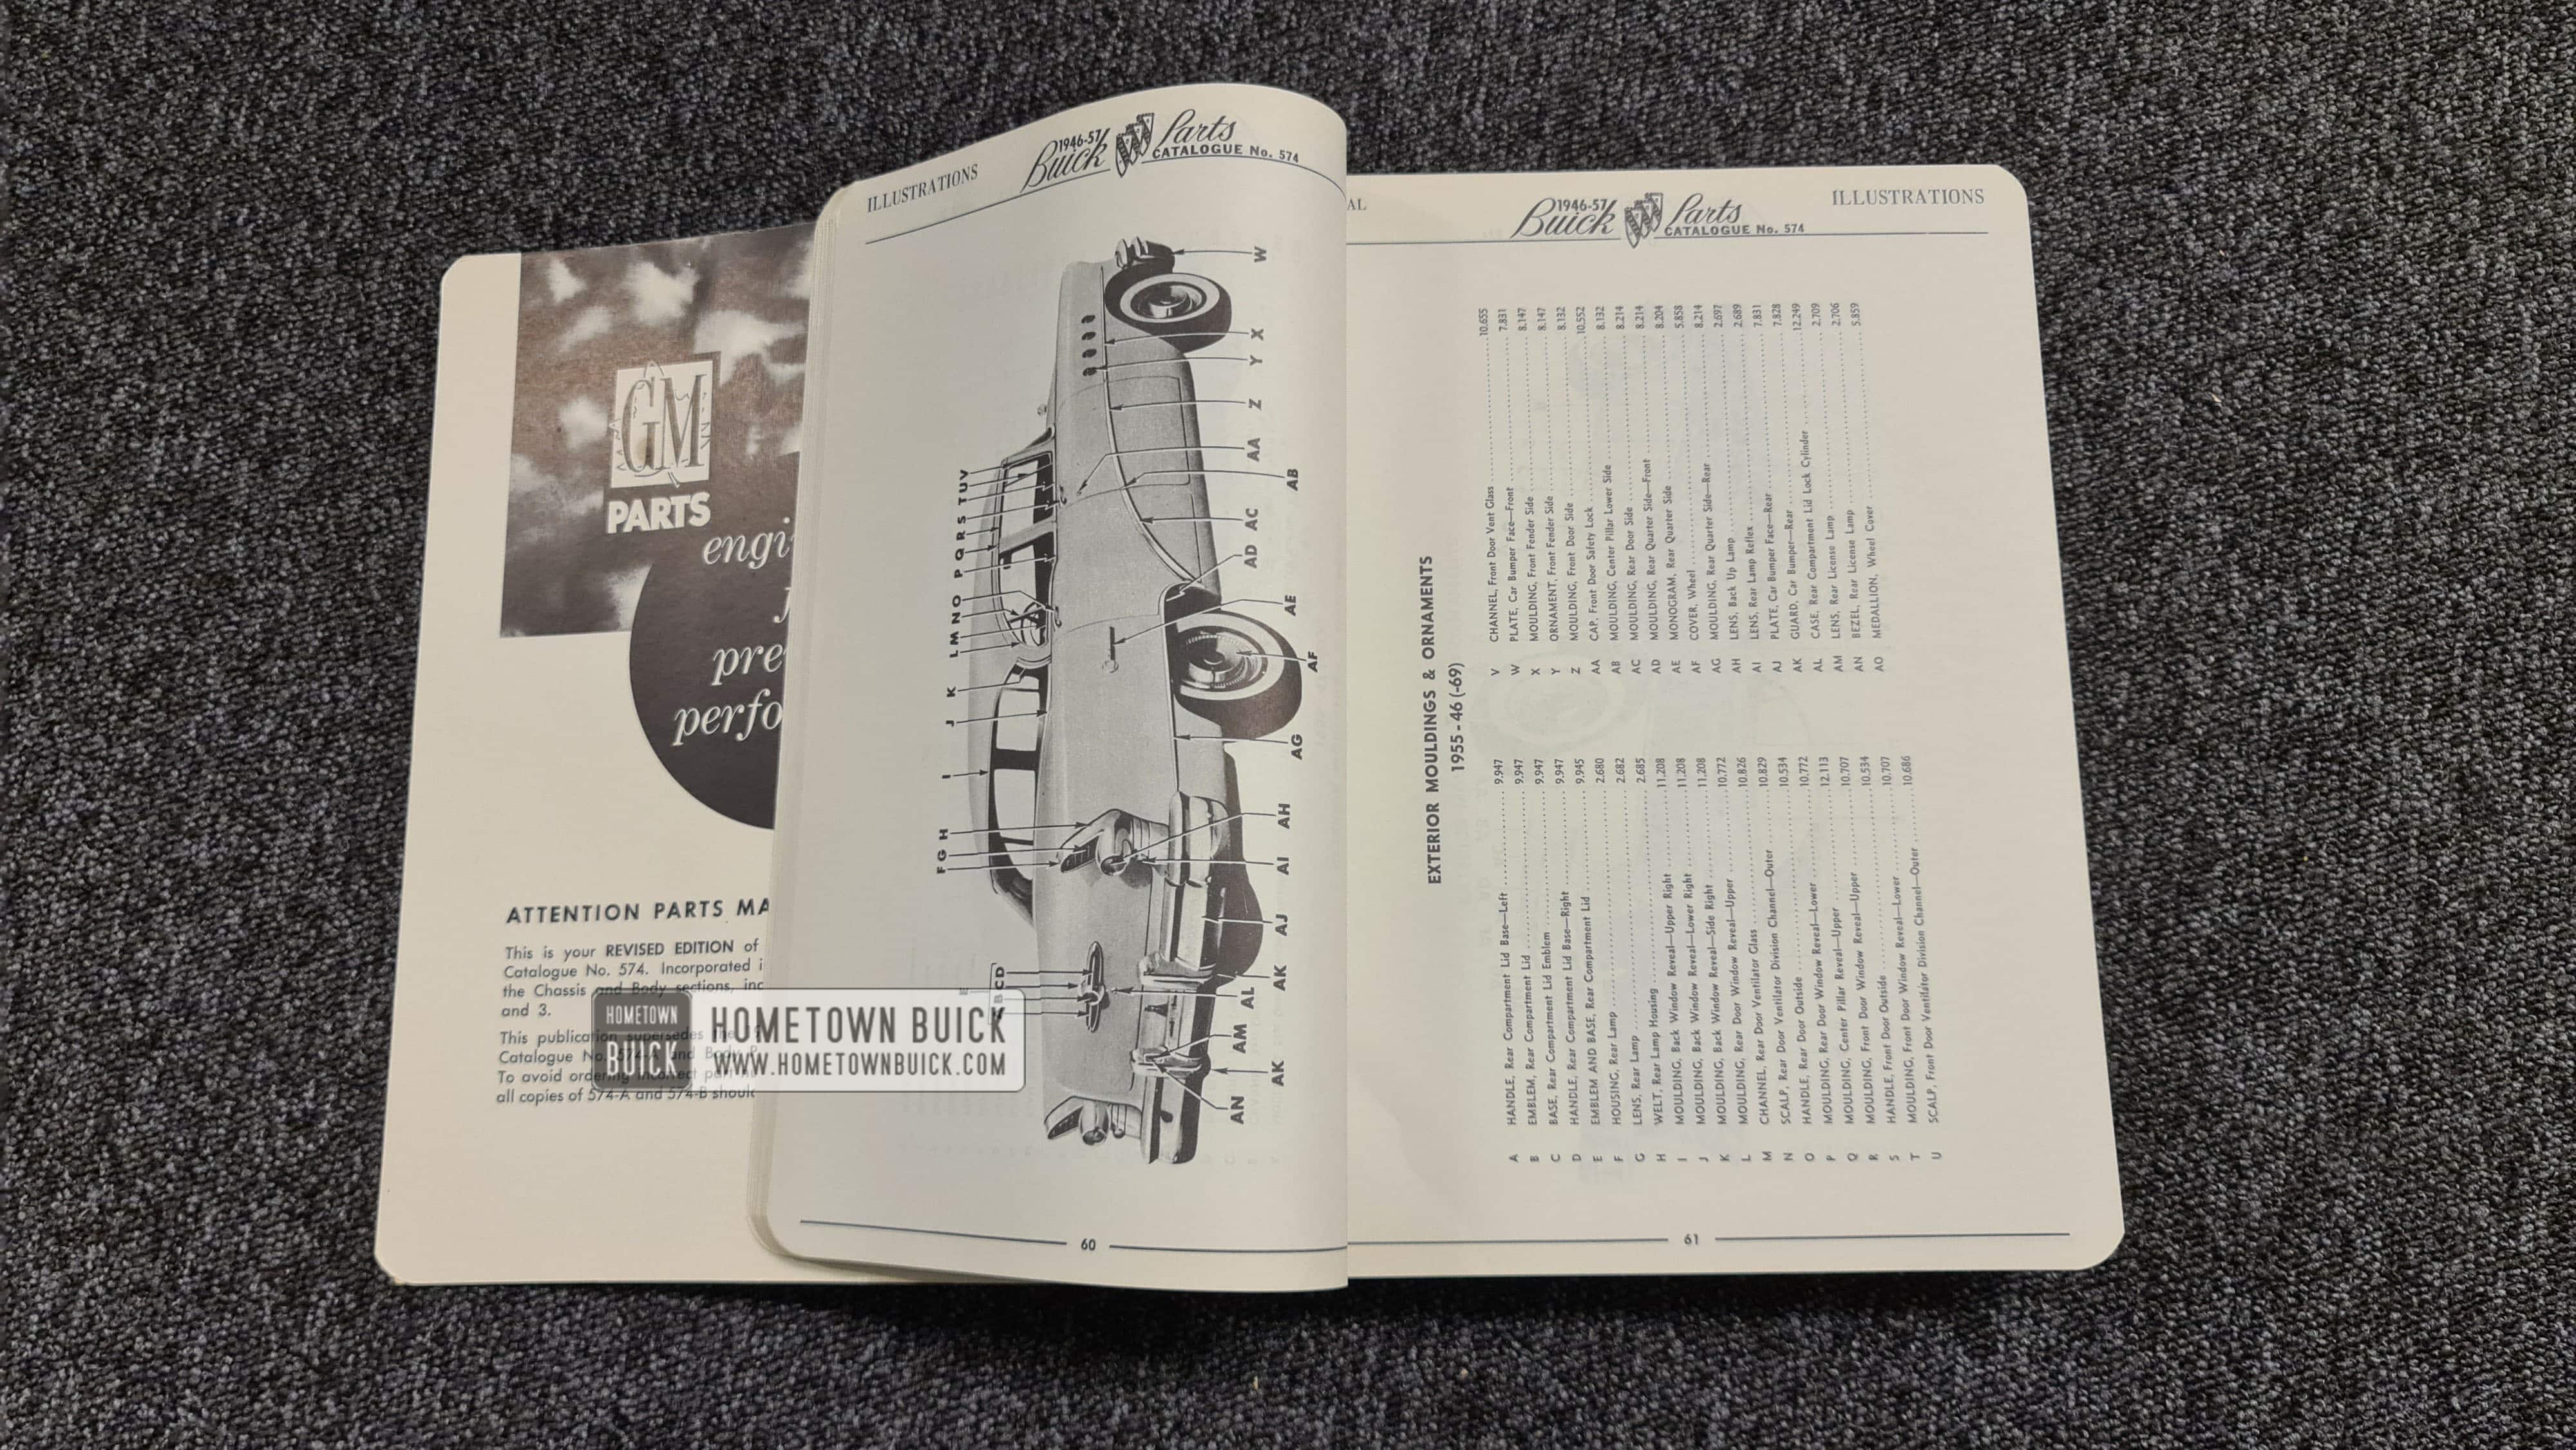 GM
PARTS
engi
pre
perfo
ATTENTION PARTS MA
This is your REVISED EDITION of
Catalogue No. 574. Incorporated i
the Chassis and Body sections, inc
and 3.
This publication supersedes the
Catalogue No. 574-A and Body
To avoid ordering incorrect
all copies of 574-A and 574-B should
HOMETOWN
BUICK
HOMETOWN BUICK
WWW.HOMETOWNBUICK.COM
ILLUSTRATIONS
1946-57
Buick Parts
CATALOGUE No. 574
F G H
I
J
K
L M N O
P Q R S T U V
C D
W
X
Y
Z
AA
AB
AC
AD
AE
AF
AG
AH
AI
AJ
AK
AL
AM
AK
AN
60
AL
1946-57
Buick Parts
CATALOGUE No. 574
ILLUSTRATIONS
EXTERIOR MOULDINGS & ORNAMENTS
1955 - 46 (-69)
A HANDLE, Rear Compartment Lid Base—Left 9.947
B EMBLEM, Rear Compartment Lid 9.947
C BASE, Rear Compartment Lid Emblem 9.947
D HANDLE, Rear Compartment Lid Base—Right 9.947
E EMBLEM AND BASE, Rear Compartment Lid 9.945
F HOUSING, Rear Lamp 2.680
G LENS, Rear Lamp 2.682
H WELT, Rear Lamp Housing 2.685
I MOULDING, Back Window Reveal—Upper Right 11.208
J MOULDING, Back Window Reveal—Lower Right 11.208
K MOULDING, Back Window Reveal—Side Right 11.208
L MOULDING, Rear Door Window Reveal—Upper 10.772
M CHANNEL, Rear Door Ventilator Glass 10.826
N SCALP, Rear Door Ventilator Division Channel—Outer 10.829
O HANDLE, Rear Door Outside 10.534
P MOULDING, Rear Door Window Reveal—Lower 10.772
Q MOULDING, Center Pillar Reveal—Upper 12.113
R MOULDING, Front Door Window Reveal—Upper 10.707
S HANDLE, Front Door Outside 10.534
T MOULDING, Front Door Window Reveal—Lower 10.707
U SCALP, Front Door Ventilator Division Channel—Outer 10.686
V CHANNEL, Front Door Vent Glass 10.655
W PLATE, Car Bumper Face—Front 7.831
X MOULDING, Front Fender Side 8.147
Y ORNAMENT, Front Fender Side 8.147
Z MOULDING, Front Door Side 8.132
AA CAP, Front Door Safety Lock 10.552
AB MOULDING, Center Pillar Lower Side 8.132
AC MOULDING, Rear Door Side 8.214
AD MOULDING, Rear Quarter Side—Front 8.214
AE MONOGRAM, Rear Quarter Side 8.204
AF COVER, Wheel 5.858
AG MOULDING, Rear Quarter Side—Rear 8.214
AH LENS, Back Up Lamp 2.697
AI LENS, Rear Lamp Reflex 2.689
AJ PLATE, Car Bumper Face—Rear 7.831
AK GUARD, Car Bumper—Rear 7.828
AL CASE, Rear Compartment Lid Lock Cylinder 12.249
AM LENS, Rear License Lamp 2.709
AN BEZEL, Rear License Lamp 2.706
AO MEDALLION, Wheel Cover 5.859
61